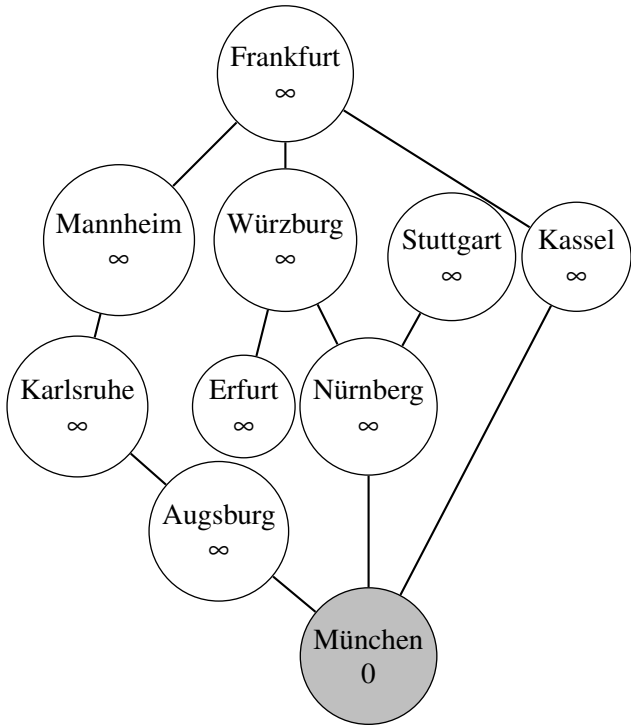 Frankfurt
∞
Mannheim
∞
Würzburg
∞
Stuttgart
∞
Kassel
∞
Karlsruhe
∞
Erfurt
∞
Nürnberg
∞
Augsburg
∞
München
0